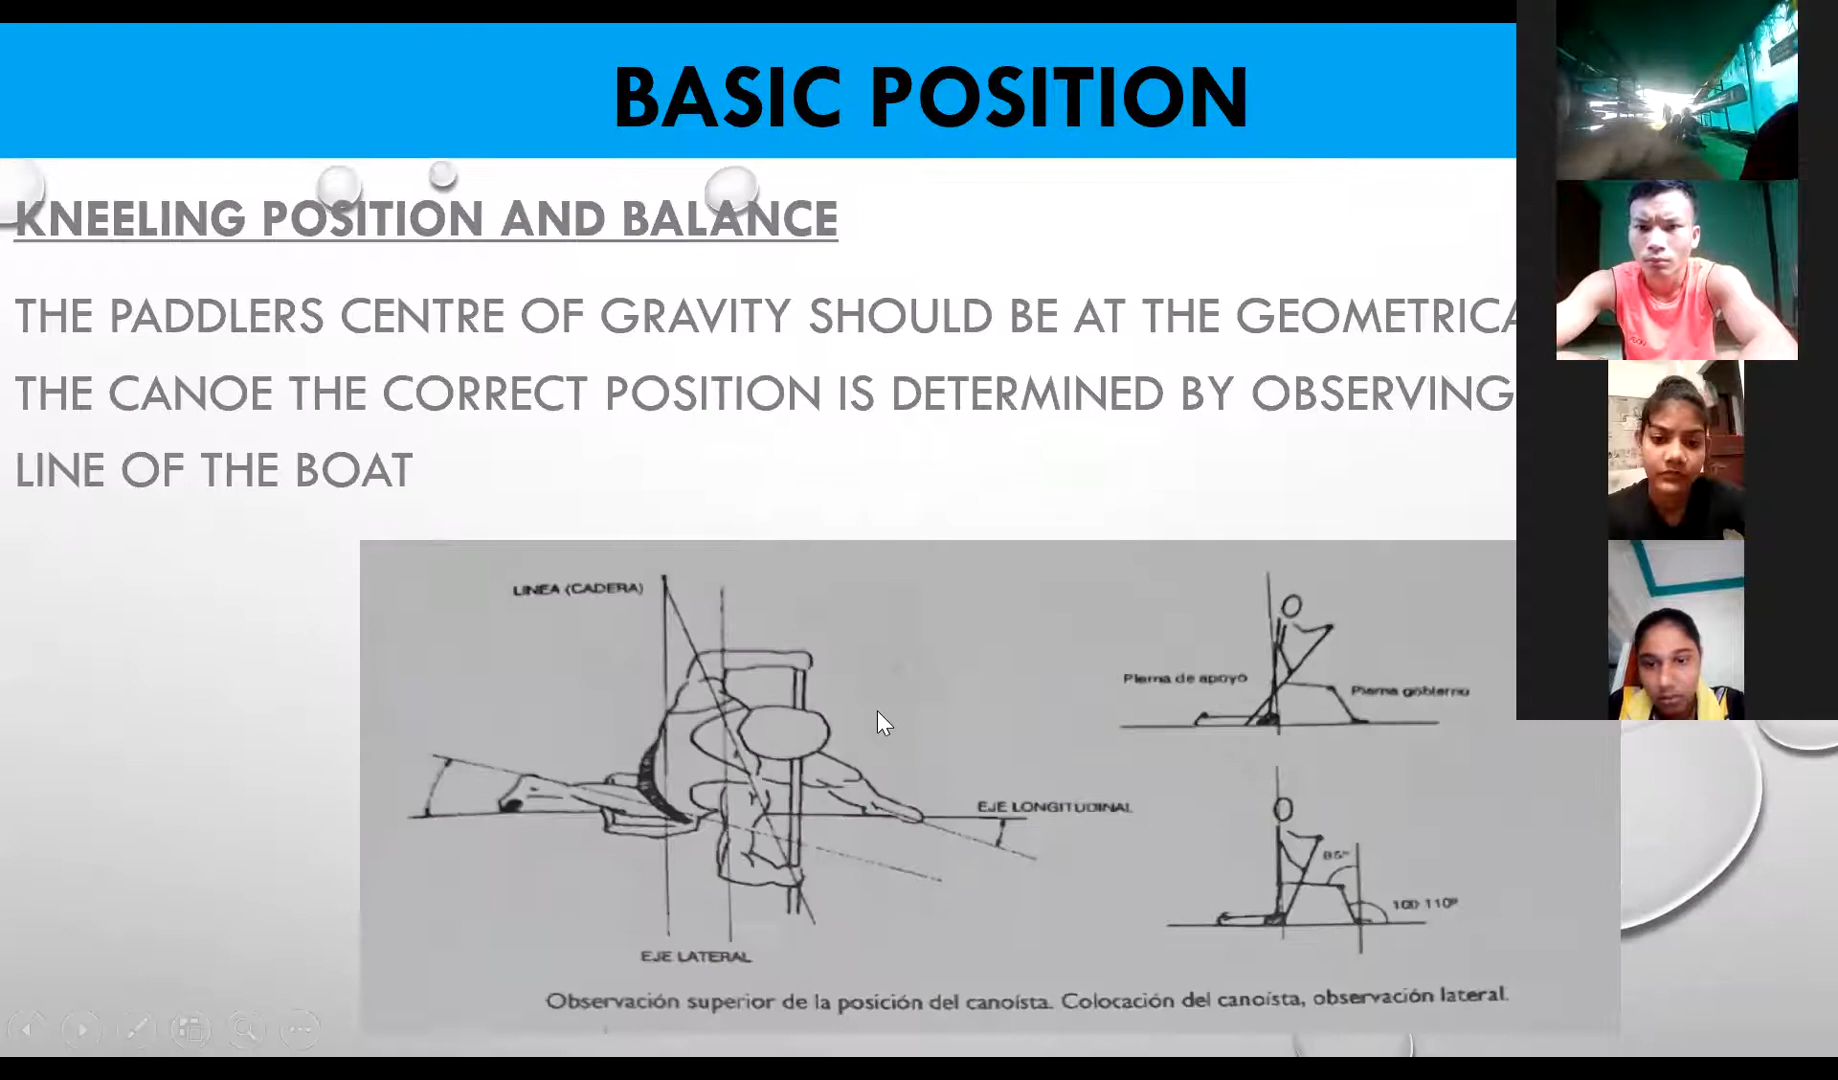 BASIC POSITION
KNEELING POSITION AND BALANCE
THE PADDLERS CENTRE OF GRAVITY SHOULD BE AT THE GEOMETRICA
THE CANOE THE CORRECT POSITION IS DETERMINED BY OBSERVING
LINE OF THE BOAT
LINEA (CADERA)
Pierna de apoyo
Pierna gobierno
EJE LONGITUDINAL
85º
100 110º
EJE LATERAL
Observación superior de la posición del canoísta. Colocación del canoísta, observación lateral.